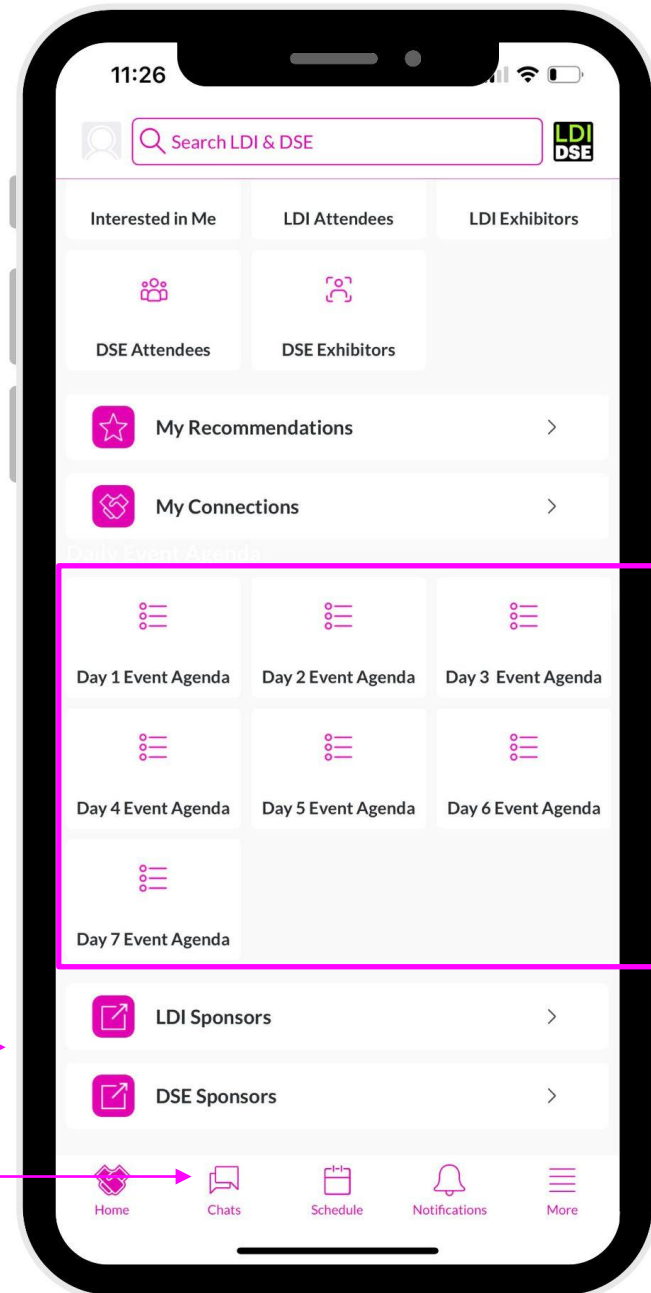 11:26
Search LDI & DSE
LDI
DSE
Interested in Me LDI Attendees LDI Exhibitors
DSE Attendees DSE Exhibitors
My Recommendations
My Connections
Daily Event Agenda
Day 1 Event Agenda Day 2 Event Agenda Day 3 Event Agenda
Day 4 Event Agenda Day 5 Event Agenda Day 6 Event Agenda
Day 7 Event Agenda
LDI Sponsors
DSE Sponsors
Home Chats Schedule Notifications More